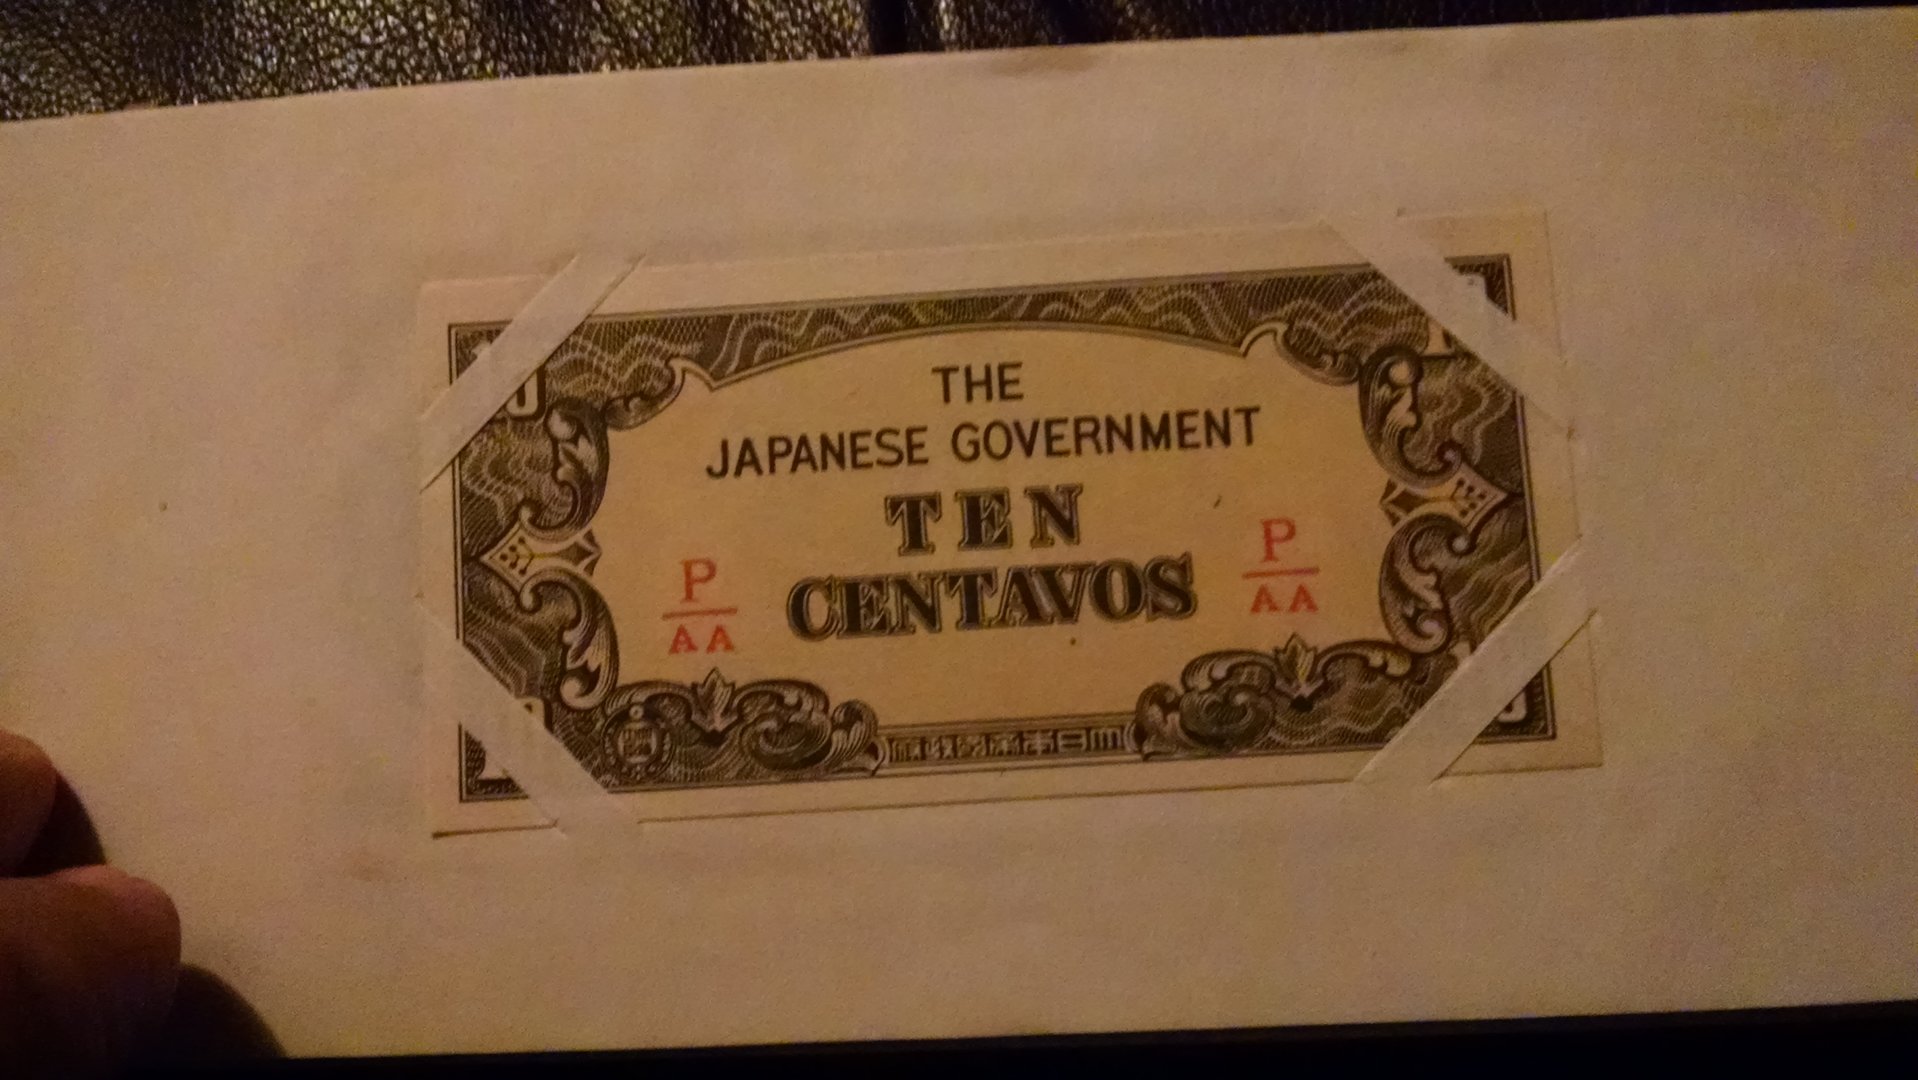 THE
JAPANESE GOVERNMENT
TEN
CENTAVOS
P
AA
P
AA